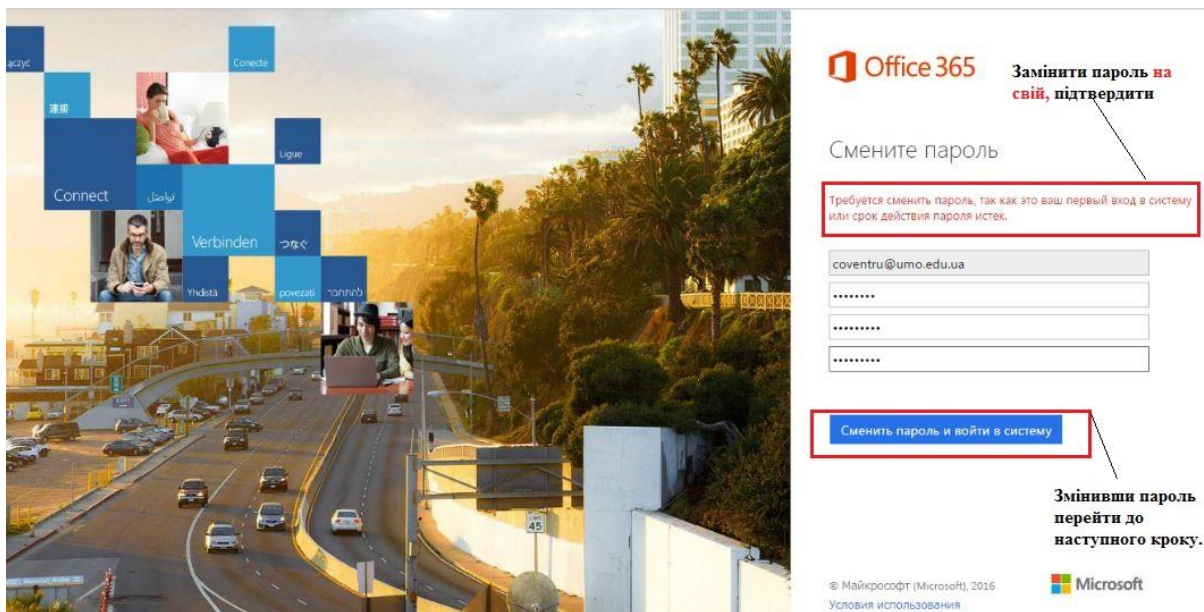 Conecte
連接
Ligue
Connect
تواصل
Verbinden
つなぐ
Yhdistä
povezati
להתחבר
LIMIT
45
Office 365
Замінити пароль на
свій, підтвердити
Смените пароль
Требуется сменить пароль, так как это ваш первый вход в систему
или срок действия пароля истек.
coventru@umo.edu.ua
Сменить пароль и войти в систему
Змінивши пароль
перейти до
наступного кроку.
© Майкрософт (Microsoft), 2016
Microsoft
Условия использования